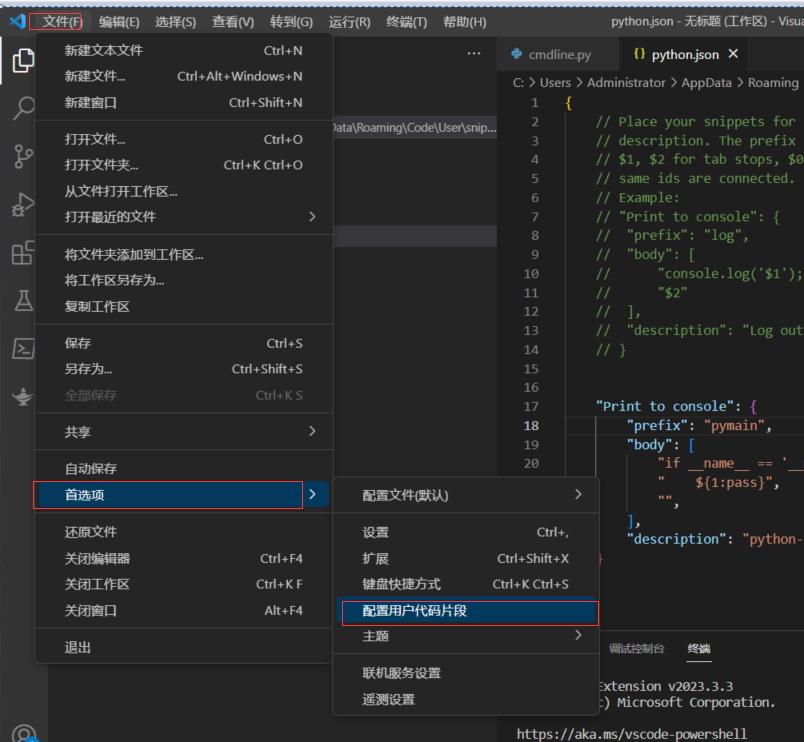 文件(F) 编辑(E) 选择(S) 查看(V) 转到(G) 运行(R) 终端(T) 帮助(H) python.json - 无标题 (工作区) -
新建文本文件 Ctrl+N
新建文件... Ctrl+Alt+Windows+N
新建窗口 Ctrl+Shift+N
打开文件... Ctrl+O
打开文件夹... Ctrl+K Ctrl+O
从文件打开工作区...
打开最近的文件
将文件夹添加到工作区...
将工作区另存为...
复制工作区
保存 Ctrl+S
另存为... Ctrl+Shift+S
全部保存 Ctrl+K S
共享
自动保存
首选项
还原文件
关闭编辑器 Ctrl+F4
关闭工作区 Ctrl+K F
关闭窗口 Alt+F4
退出
配置文件(默认)
设置 Ctrl+,
扩展 Ctrl+Shift+X
键盘快捷方式 Ctrl+K Ctrl+S
配置用户代码片段
主题
联机服务设置
遥测设置
\Roaming\Code\User\snip...
cmdline.py {} python.json ×
C: > Users > Administrator > AppData > Roaming
1 {
2 // Place your snippets for
3 // description. The prefix
4 // $1, $2 for tab stops, $0
5 // same ids are connected.
6 // Example:
7 // "Print to console": {
8 // "prefix": "log",
9 // "body": [
10 // "console.log('$1');
11 // "$2"
12 // ],
13 // "description": "Log out
14 // }
15
16
17 "Print to console": {
18 "prefix": "pymain",
19 "body": [
20 "if __name__ == '__
" ${1:pass}",
"",
],
"description": "python-
}
调试控制台 终端
Extension v2023.3.3
) Microsoft Corporation.
https://aka.ms/vscode-powershell